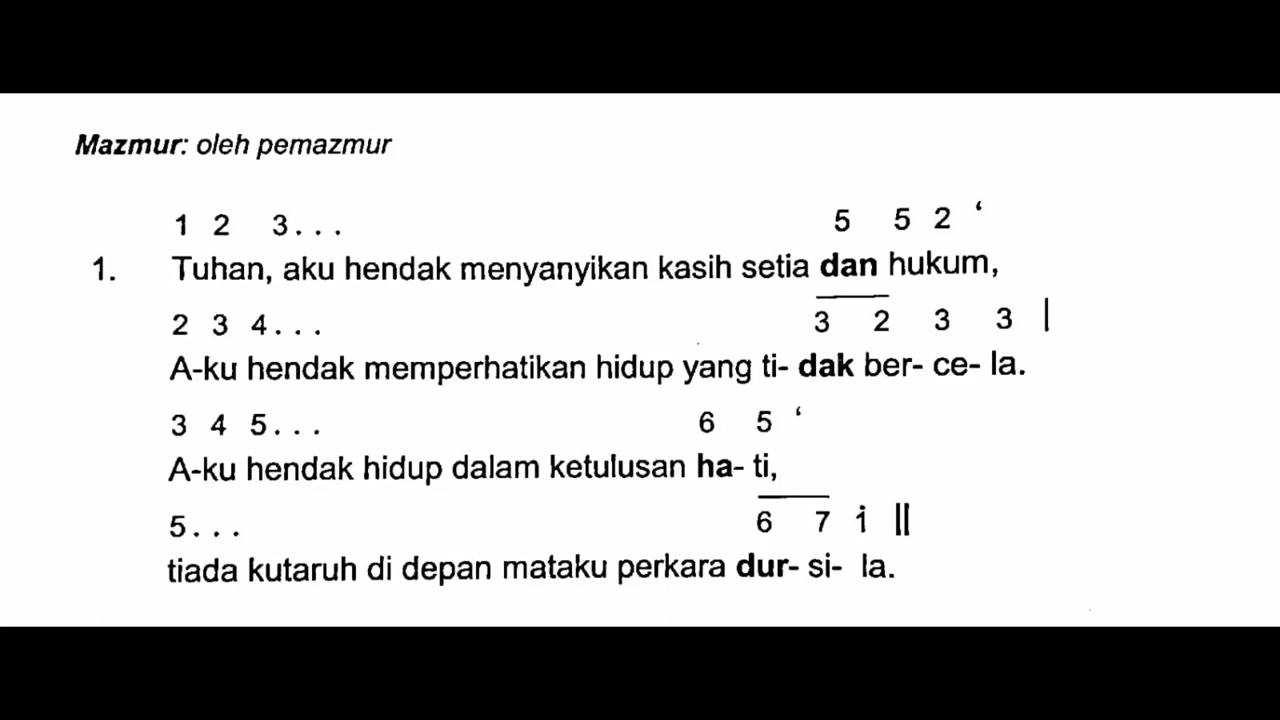 Mazmur: oleh pemazmur
1 2 3... 5 5 2 ‘
1. Tuhan, aku hendak menyanyikan kasih setia dan hukum,
2 3 4... 3 2 3 3 |
A-ku hendak memperhatikan hidup yang ti- dak ber- ce- la.
3 4 5... 6 5 ‘
A-ku hendak hidup dalam ketulusan ha- ti,
5... 6 7 i ||
tiada kutaruh di depan mataku perkara dur- si- la.